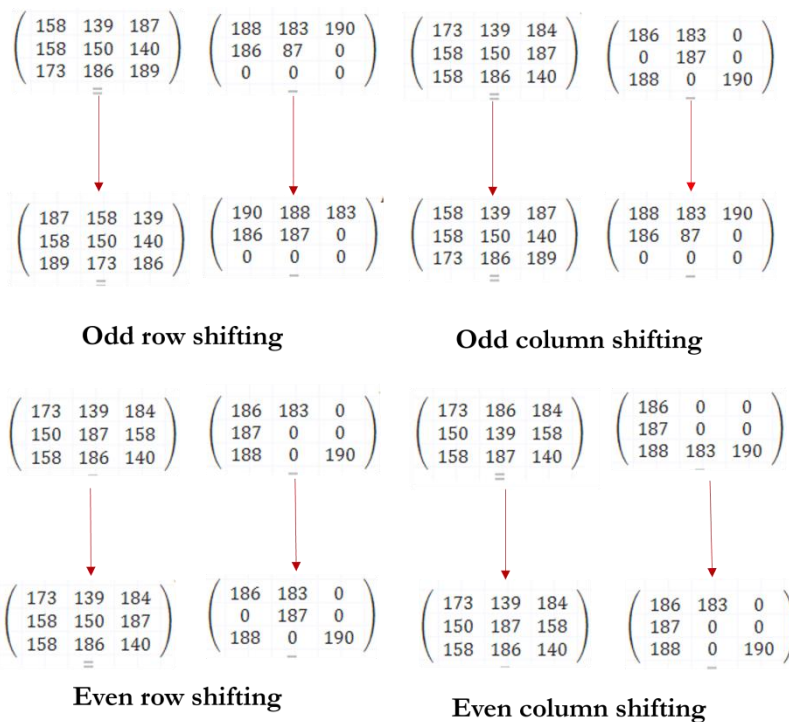 158 139 187
158 150 140
173 186 189
=
188 183 190
186 87 0
0 0 0
–
173 139 184
158 150 187
158 186 140
=
186 183 0
0 187 0
188 0 190
–
187 158 139
158 150 140
189 173 186
=
190 188 183
186 187 0
0 0 0
–
158 139 187
158 150 140
173 186 189
=
188 183 190
186 87 0
0 0 0
–
Odd row shifting
Odd column shifting
173 139 184
150 187 158
158 186 140
–
186 183 0
187 0 0
188 0 190
–
173 186 184
150 139 158
158 187 140
=
186 0 0
187 0 0
188 183 190
–
173 139 184
158 150 187
158 186 140
=
186 183 0
0 187 0
188 0 190
–
173 139 184
150 187 158
158 186 140
–
186 183 0
187 0 0
188 0 190
–
Even row shifting
Even column shifting